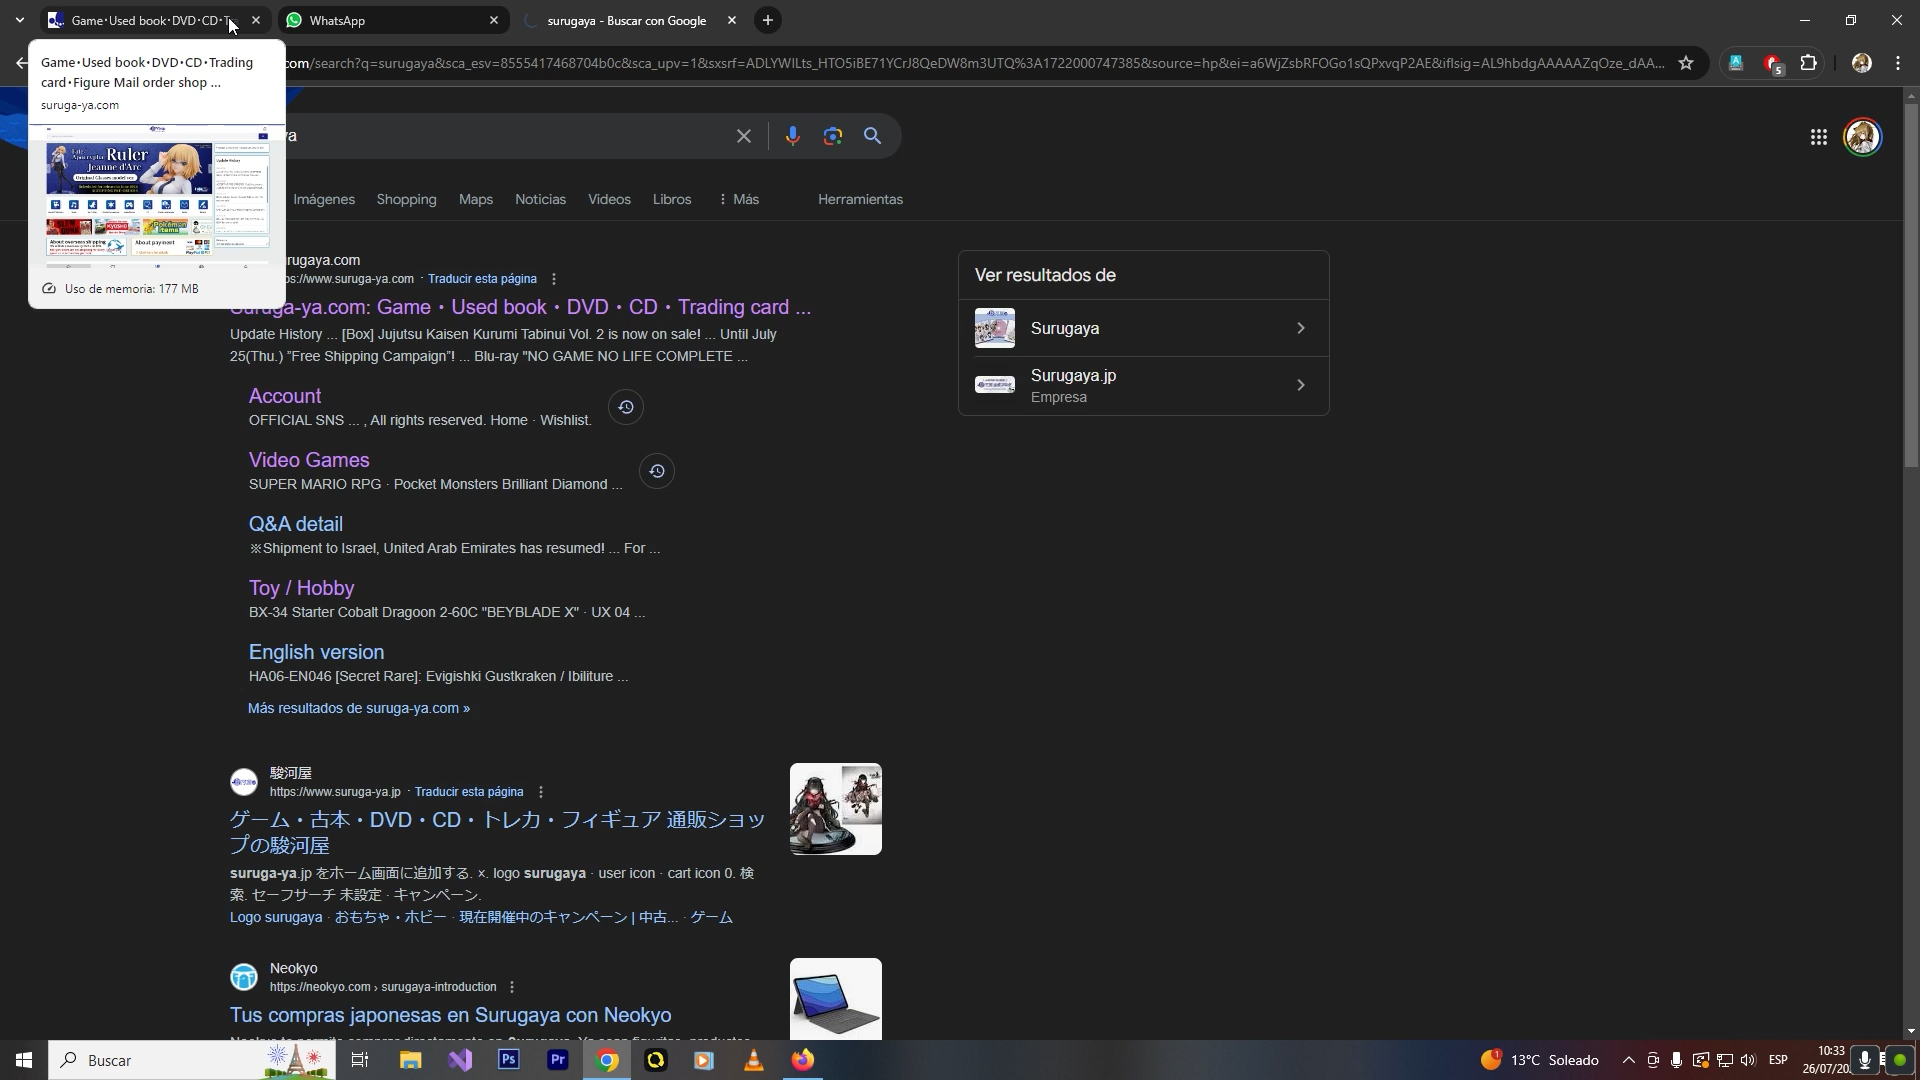 Game・Used book・DVD・CD・Tr
WhatsApp
surugaya - Buscar con Google
Game・Used book・DVD・CD・Trading
card・Figure Mail order shop ...
suruga-ya.com
com/search?q=surugaya&sca_esv=8555417468704b0c&sca_upv=1&sxsrf=ADLYWILts_HTO5iBE71YCrJ8QeDW8m3UTQ%3A1722000747385&source=hp&ei=a6WjZsbRFOGo1sQPxvqP2AE&iflsig=AL9hbdgAAAAAZqOze_dAA...
5
Ruler
Jeanne d'Arc
About overseas shipping
About payment
Uso de memoria: 177 MB
ya
Imágenes
Shopping
Maps
Noticias
Videos
Libros
Más
Herramientas
rugaya.com
ps://www.suruga-ya.com · Traducir esta página
Suruga-ya.com: Game・Used book・DVD・CD・Trading card ...
Update History ... [Box] Jujutsu Kaisen Kurumi Tabinui Vol. 2 is now on sale! ... Until July
25(Thu.) "Free Shipping Campaign"! ... Blu-ray "NO GAME NO LIFE COMPLETE ...
Account
OFFICIAL SNS ... , All rights reserved. Home · Wishlist.
Video Games
SUPER MARIO RPG · Pocket Monsters Brilliant Diamond ...
Q&A detail
※Shipment to Israel, United Arab Emirates has resumed! ... For ...
Toy / Hobby
BX-34 Starter Cobalt Dragoon 2-60C "BEYBLADE X" · UX 04 ...
English version
HA06-EN046 [Secret Rare]: Evigishki Gustkraken / Ibiliture ...
Más resultados de suruga-ya.com »
Ver resultados de
Surugaya
Surugaya.jp
Empresa
駿河屋
https://www.suruga-ya.jp · Traducir esta página
ゲーム・古本・DVD・CD・トレカ・フィギュア 通販ショッ
プの駿河屋
suruga-ya.jp をホーム画面に追加する. ×. logo surugaya · user icon · cart icon 0. 検
索. セーフサーチ 未設定 · キャンペーン.
Logo surugaya · おもちゃ・ホビー · 現在開催中のキャンペーン | 中古... · ゲーム
Neokyo
https://neokyo.com › surugaya-introduction
Tus compras japonesas en Surugaya con Neokyo
Buscar
Ps
Pr
1
13°C Soleado
ESP
10:33
26/07/20